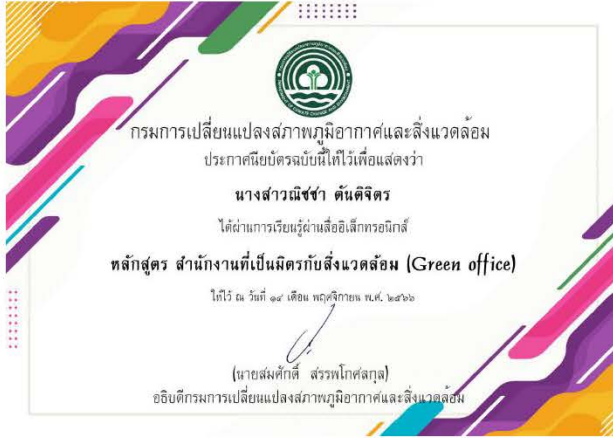 กรมการเปลี่ยนแปลงสภาพภูมิอากาศและสิ่งแวดล้อม
ประกาศนียบัตรฉบับนี้ให้ไว้เพื่อแสดงว่า
นางสาวณิชชา ตันติจิตร
ได้ผ่านการเรียนรู้ผ่านสื่ออิเล็กทรอนิกส์
หลักสูตร สำนักงานที่เป็นมิตรกับสิ่งแวดล้อม (Green office)
ให้ไว้ ณ วันที่ ๑๔ เดือน พฤศจิกายน พ.ศ. ๒๕๖๖
(นายสมศักดิ์ สรรพโกศลกุล)
อธิบดีกรมการเปลี่ยนแปลงสภาพภูมิอากาศและสิ่งแวดล้อม